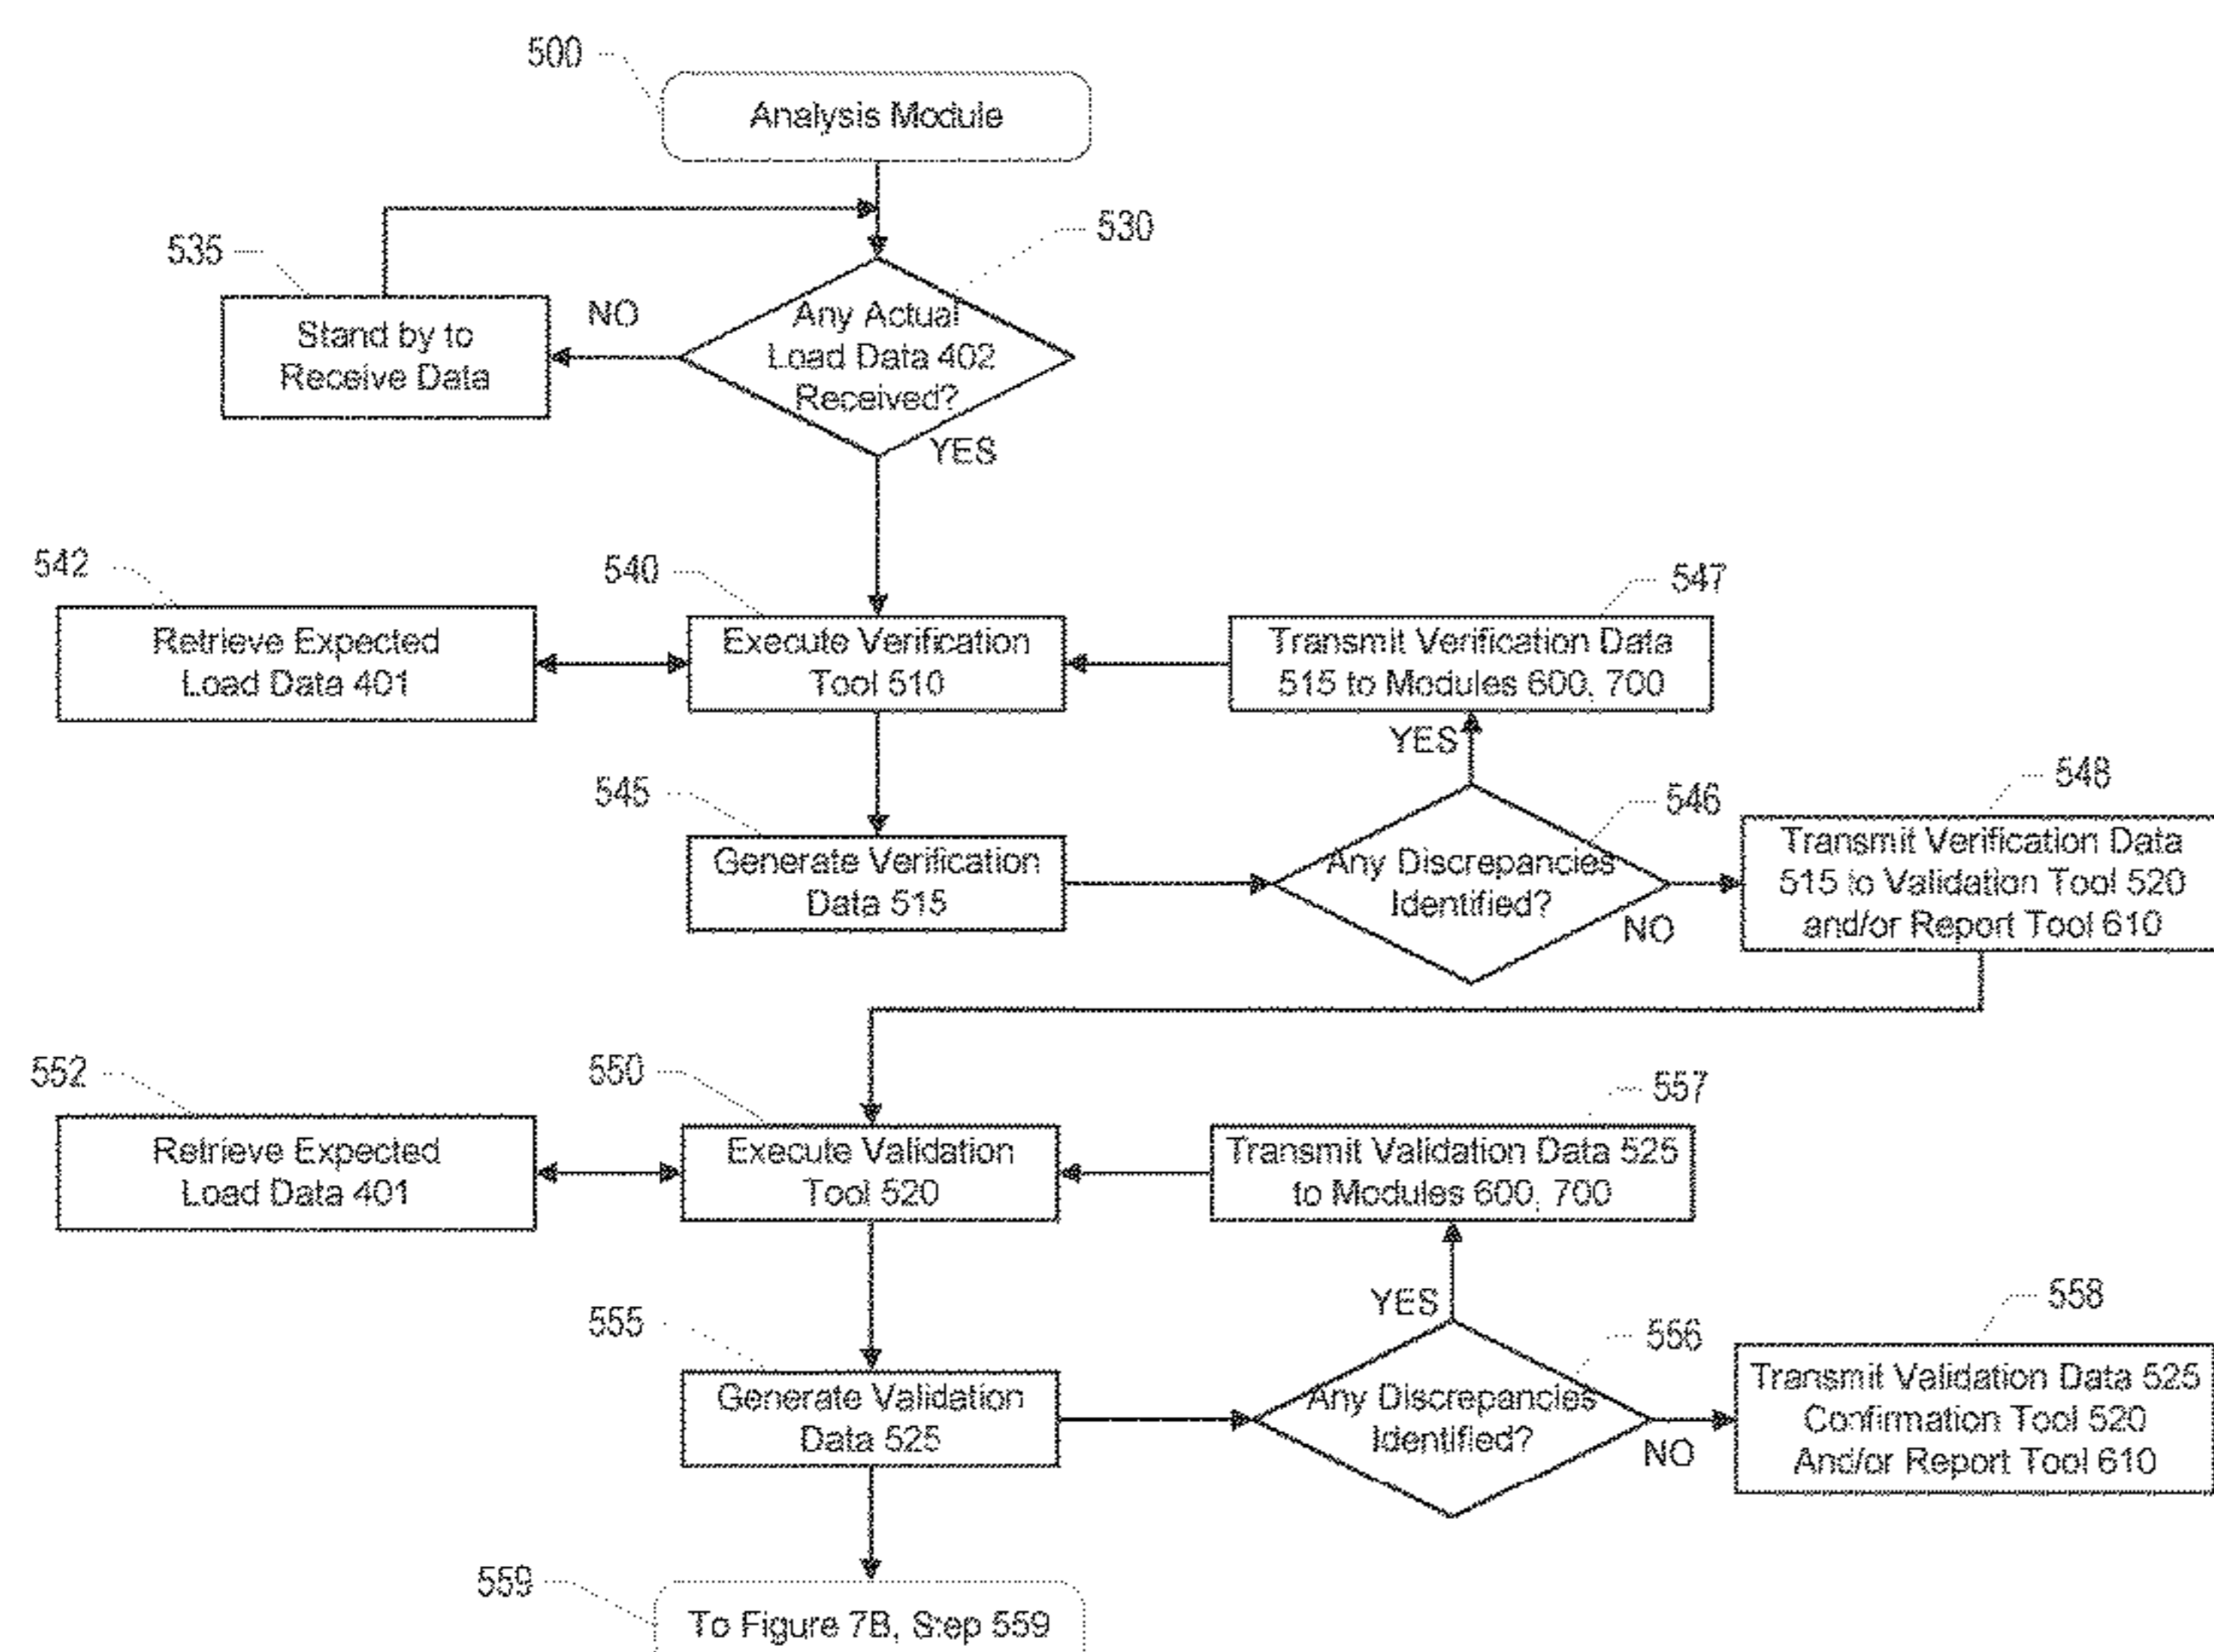 500
Analysis Module
530
535
NO
Any Actual
Load Data 402
Received?
Stand by to
Receive Data
YES
542
540
547
Retrieve Expected
Load Data 401
Execute Verification
Tool 510
Transmit Verification Data
515 to Modules 600, 700
YES
545
546
548
Generate Verification
Data 515
Any Discrepancies
Identified?
NO
Transmit Verification Data
515 to Validation Tool 520
and/or Report Tool 610
552
550
557
Retrieve Expected
Load Data 401
Execute Validation
Tool 520
Transmit Validation Data 525
to Modules 600, 700
YES
555
556
558
Generate Validation
Data 525
Any Discrepancies
Identified?
NO
Transmit Validation Data 525
Confirmation Tool 520
And/or Report Tool 610
559
To Figure 7B, Step 559